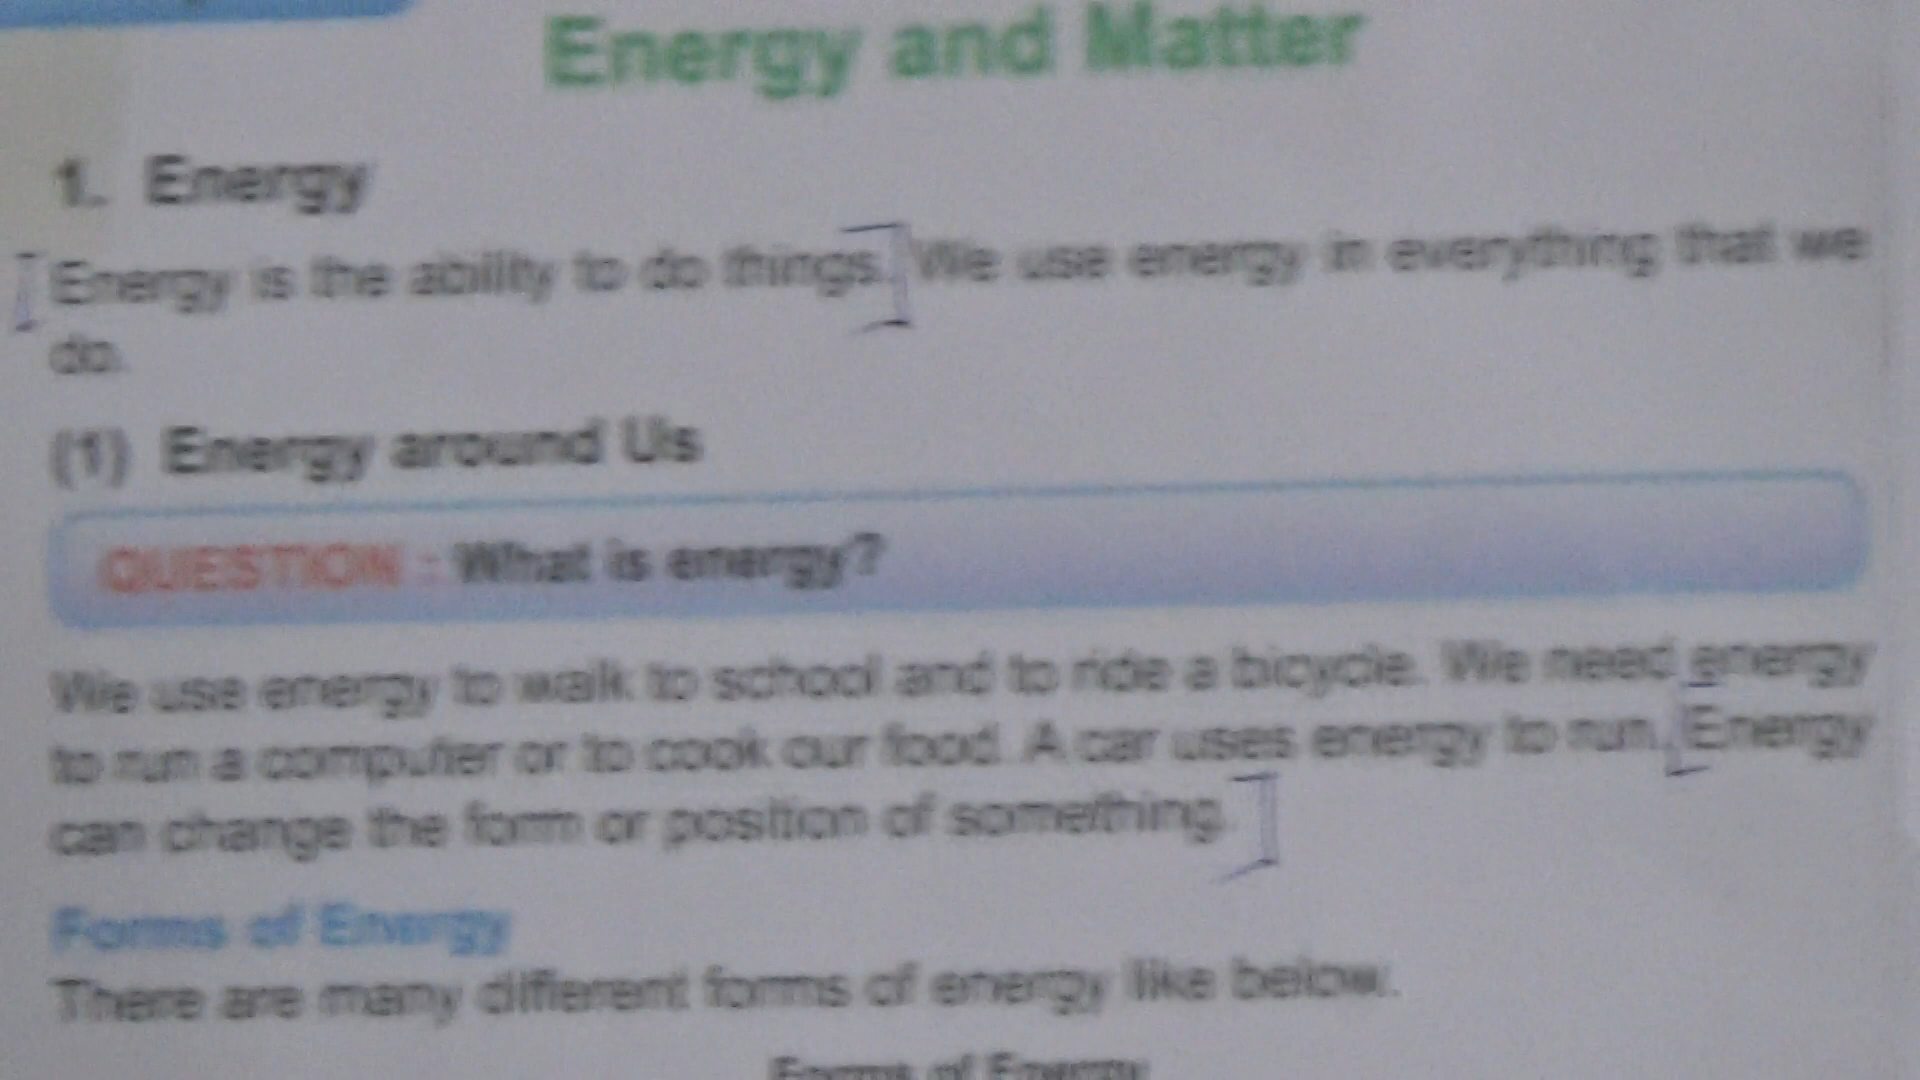 Energy and Matter
1. Energy
Energy is the ability to do things. We use energy in everything that we
do.
(1) Energy around Us
QUESTION : What is energy?
We use energy to walk to school and to ride a bicycle. We need energy
to run a computer or to cook our food. A car uses energy to run. Energy
can change the form or position of something.
Forms of Energy
There are many different forms of energy like below.
Forms of Energy